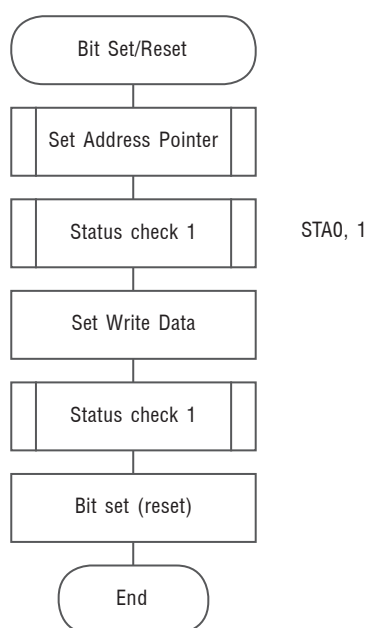 Bit Set/Reset
Set Address Pointer
Status check 1
STA0, 1
Set Write Data
Status check 1
Bit set (reset)
End